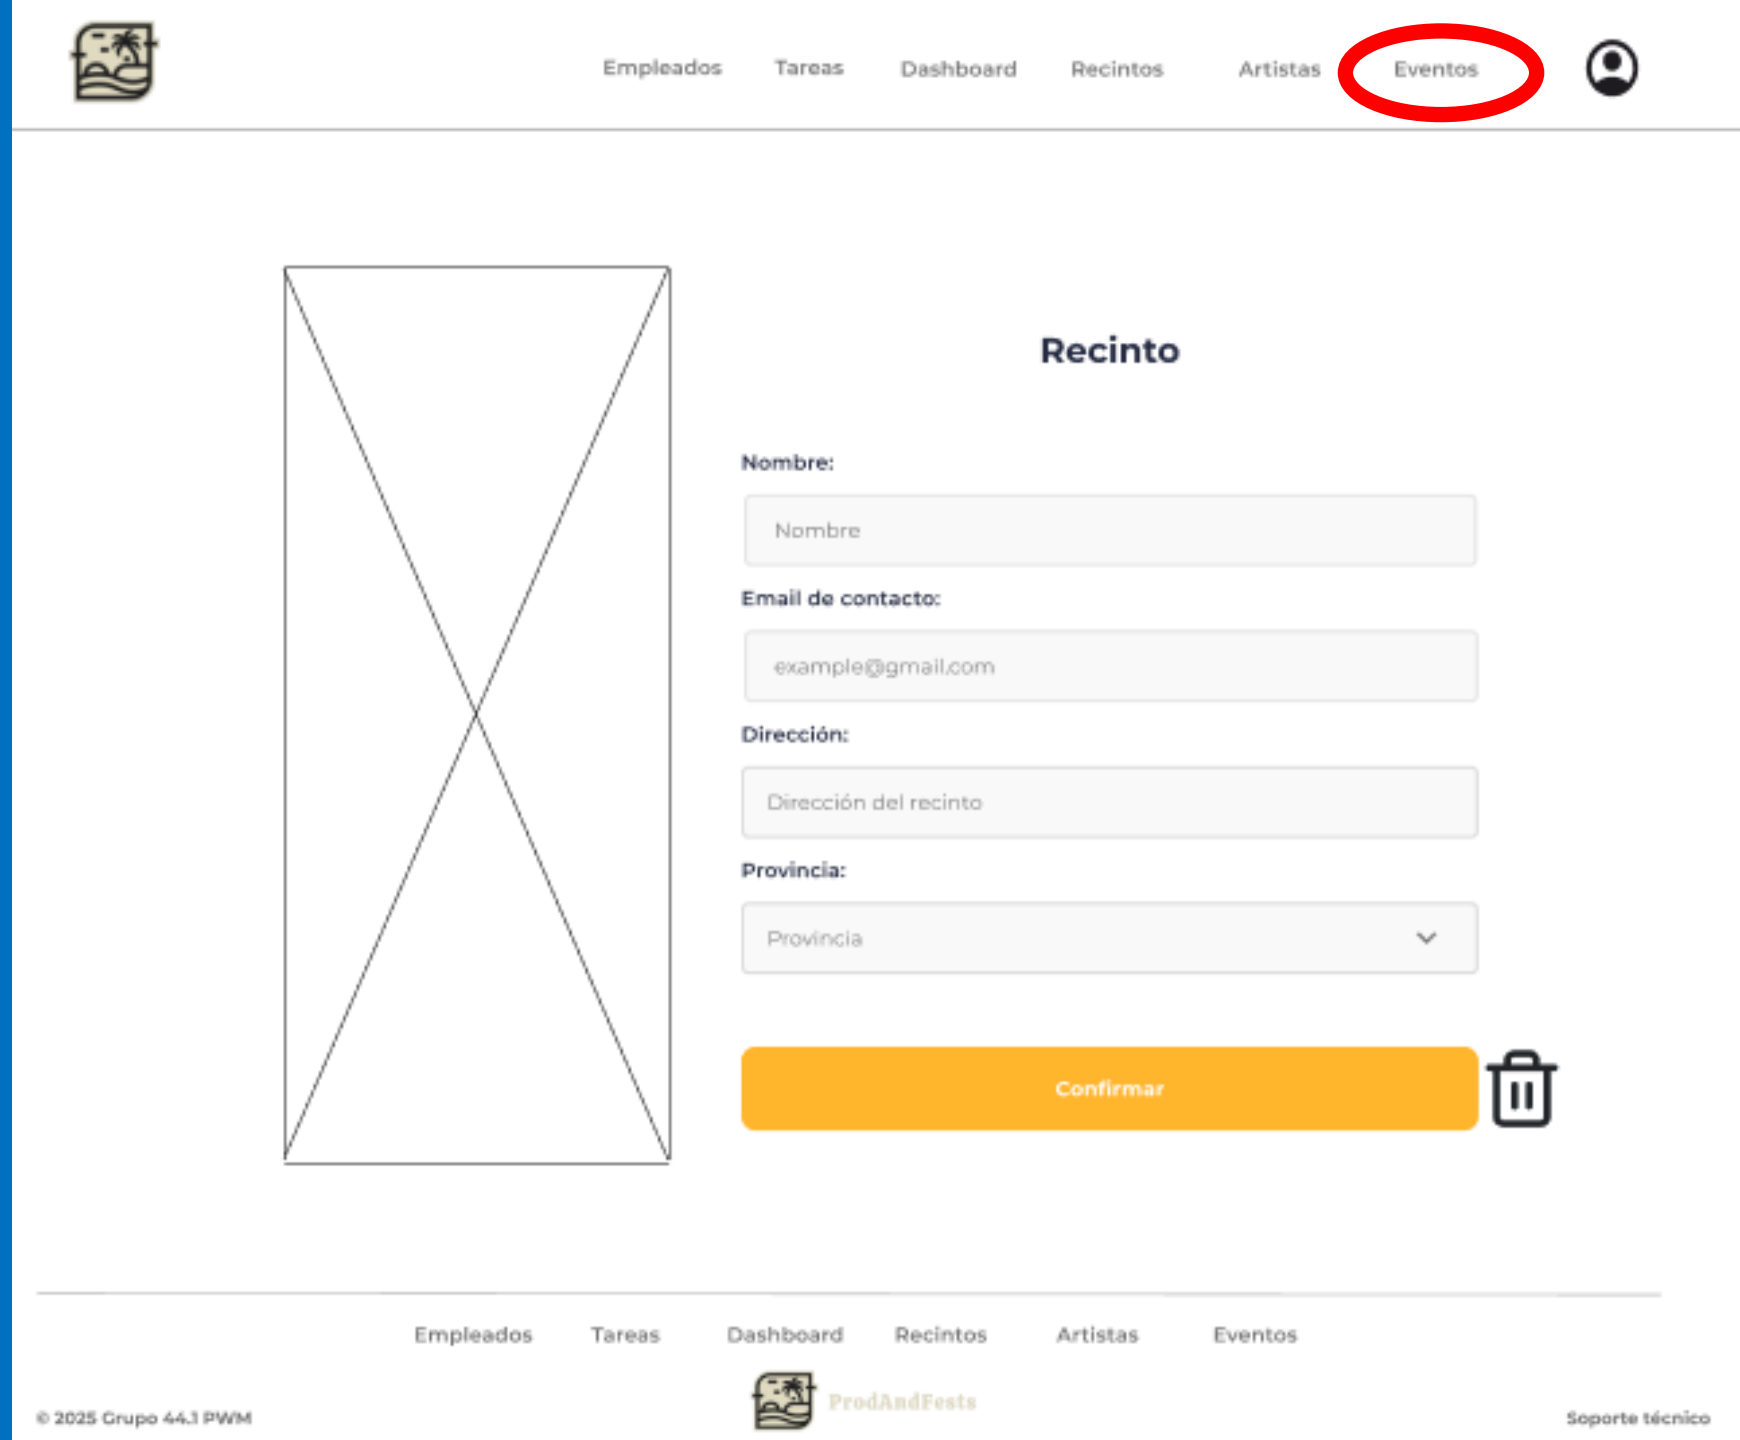 Empleados Tareas Dashboard Recintos Artistas Eventos
Recinto
Nombre:
Nombre
Email de contacto:
example@gmail.com
Dirección:
Dirección del recinto
Provincia:
Provincia
Confirmar
Empleados Tareas Dashboard Recintos Artistas Eventos
ProdAndFests
© 2025 Grupo 44.1 PWM
Soporte técnico